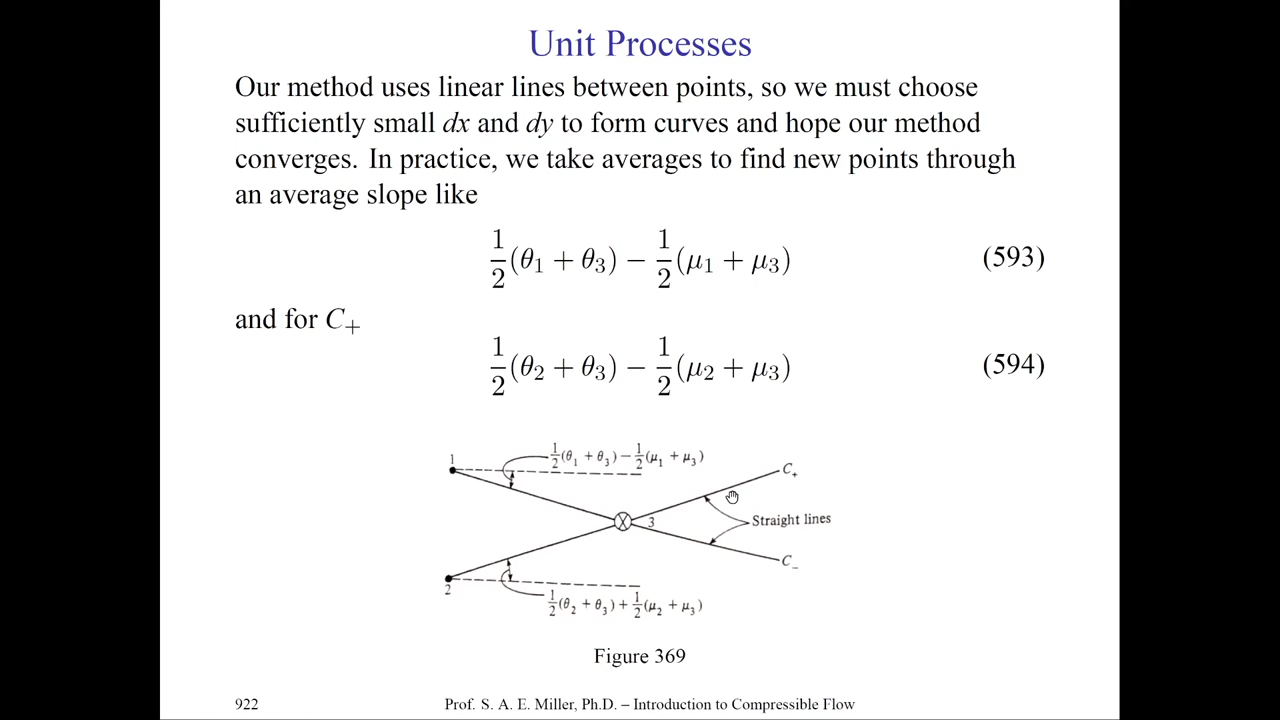 Unit Processes
Our method uses linear lines between points, so we must choose
sufficiently small dx and dy to form curves and hope our method
converges. In practice, we take averages to find new points through
an average slope like
1/2(θ₁ + θ₃) − 1/2(μ₁ + μ₃) (593)
and for C₊
1/2(θ₂ + θ₃) − 1/2(μ₂ + μ₃) (594)
1
1/2(θ₁ + θ₃) − 1/2(μ₁ + μ₃)
C₊
3
Straight lines
C₋
2
1/2(θ₂ + θ₃) + 1/2(μ₂ + μ₃)
Figure 369
922
Prof. S. A. E. Miller, Ph.D. – Introduction to Compressible Flow